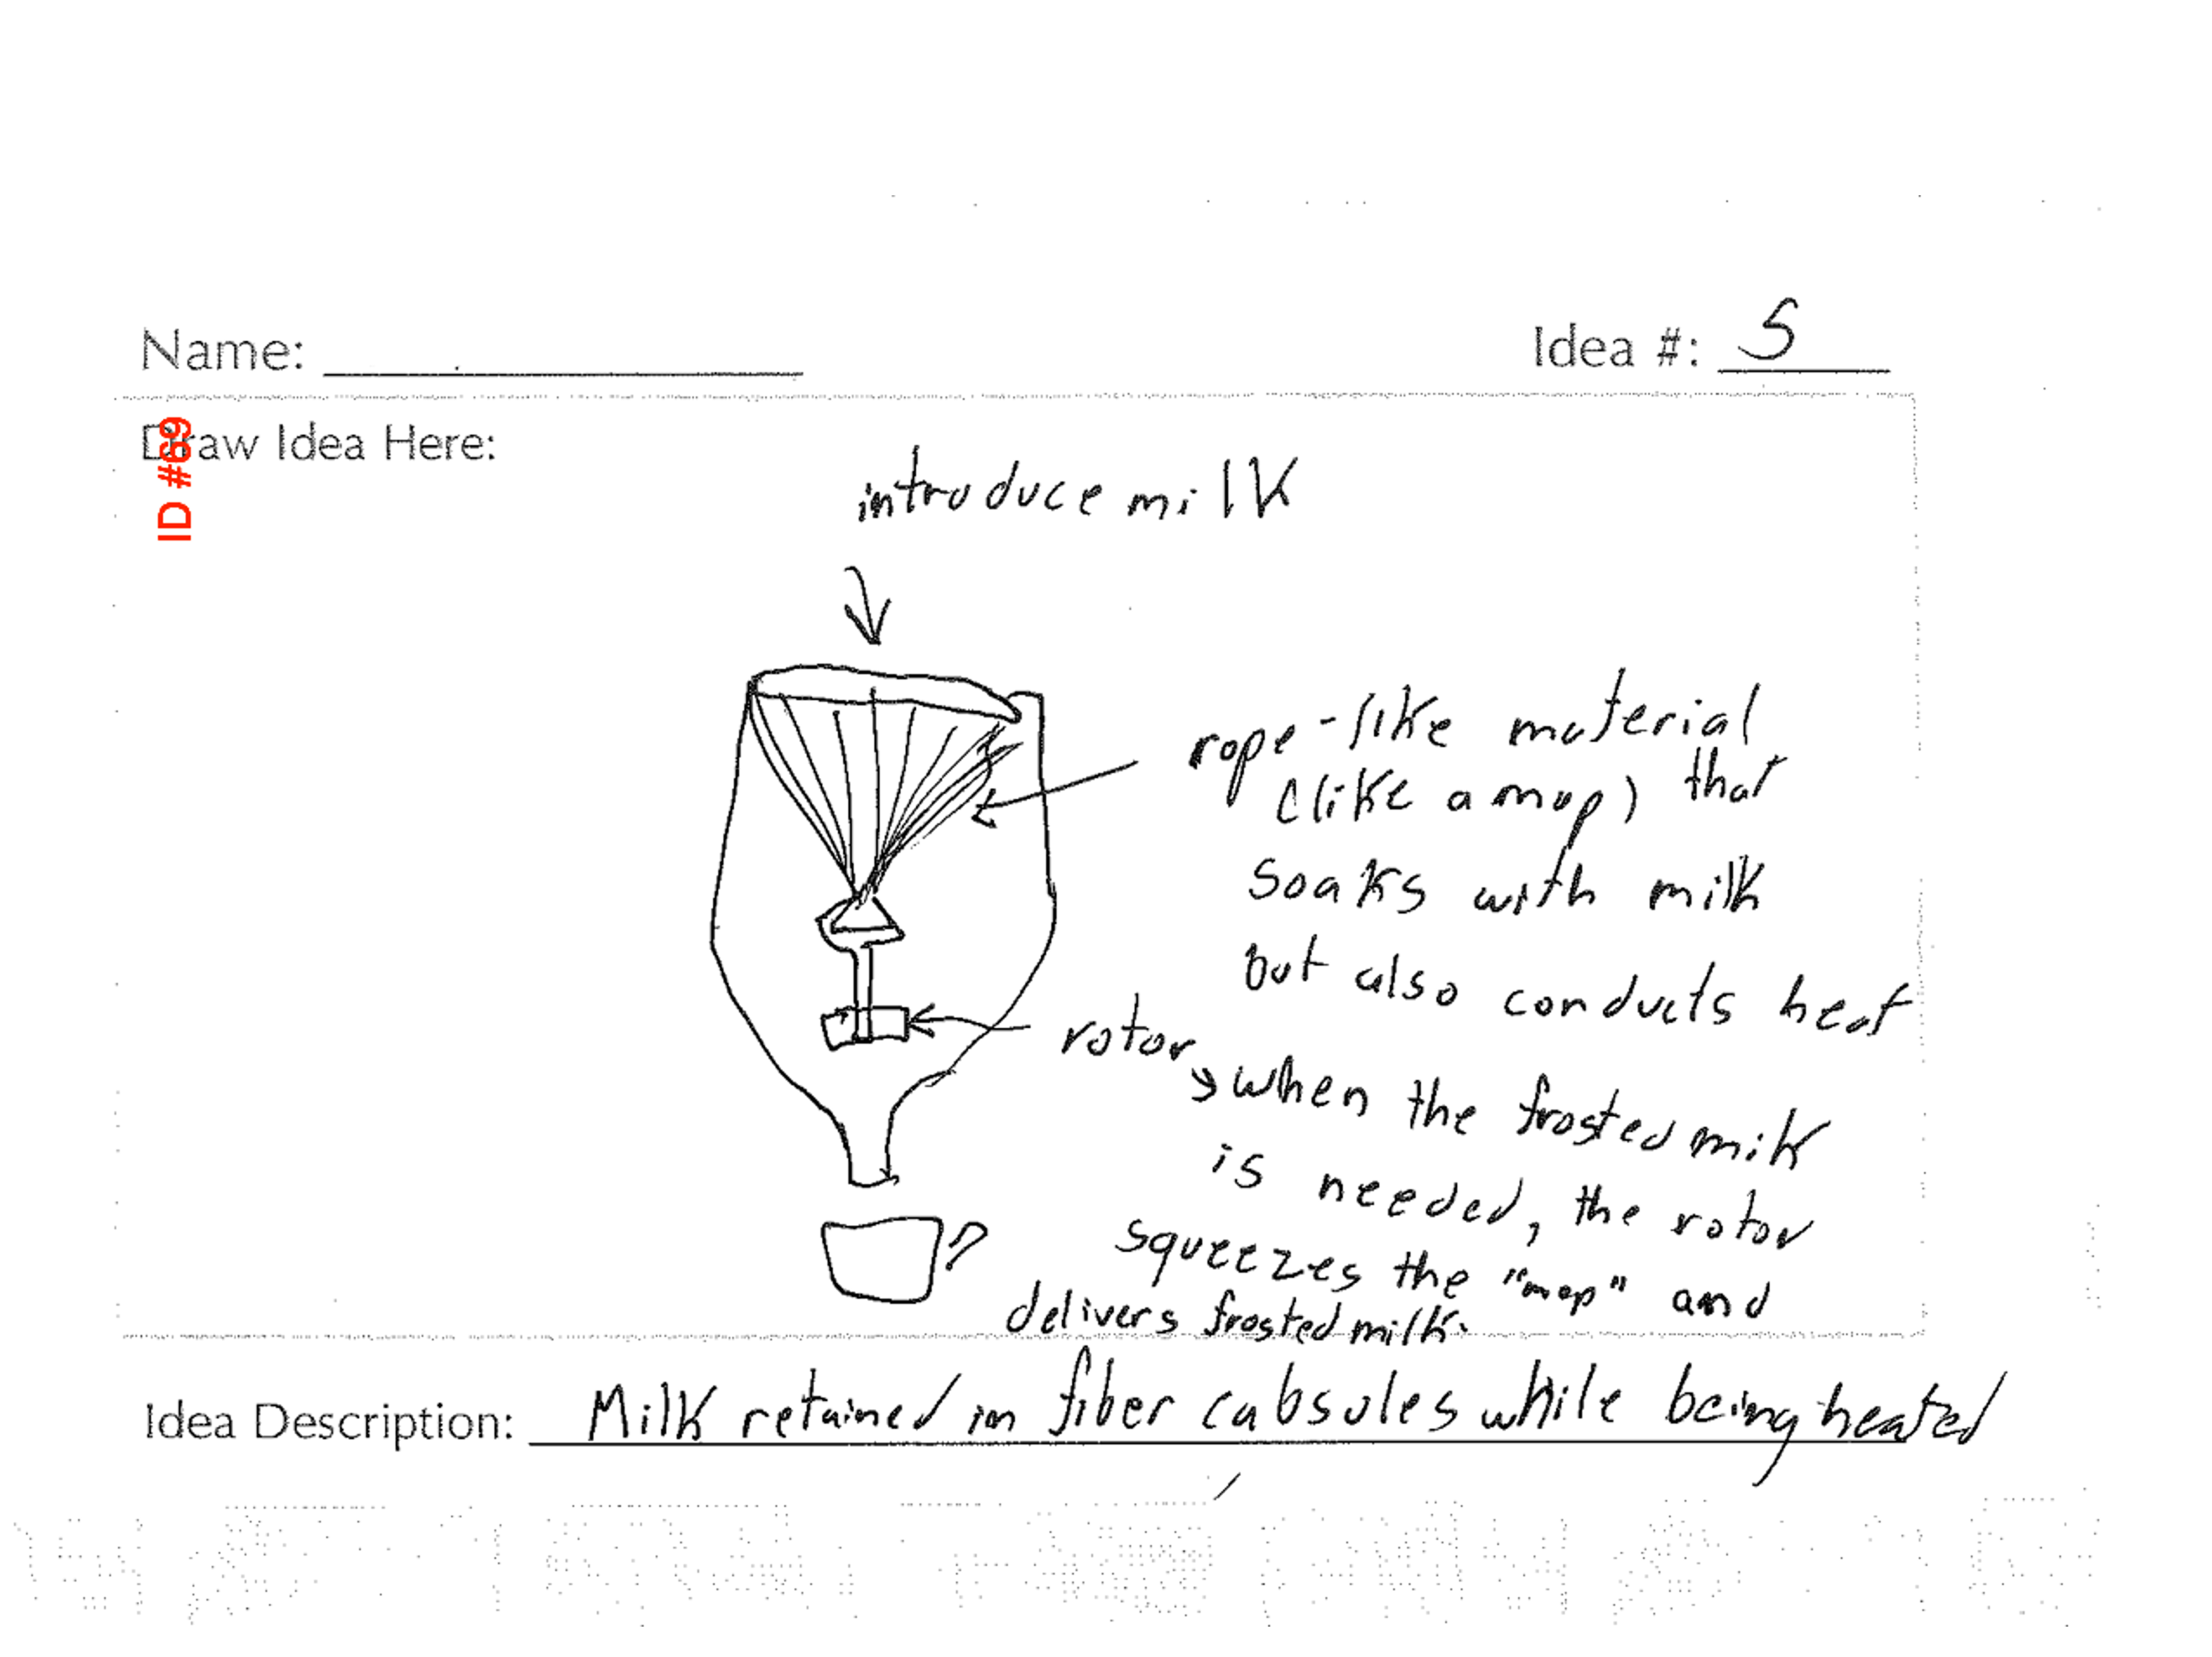 Name:
Idea #: 5
Draw Idea Here:
ID #69
introduce milk
rope-like material
(like a mop) that
soaks with milk
but also conducts heat
rotor
when the frosted milk
is needed, the rotor
squeezes the "mop" and
delivers frosted milk.
Idea Description: Milk retained in fiber cabsules while being heated